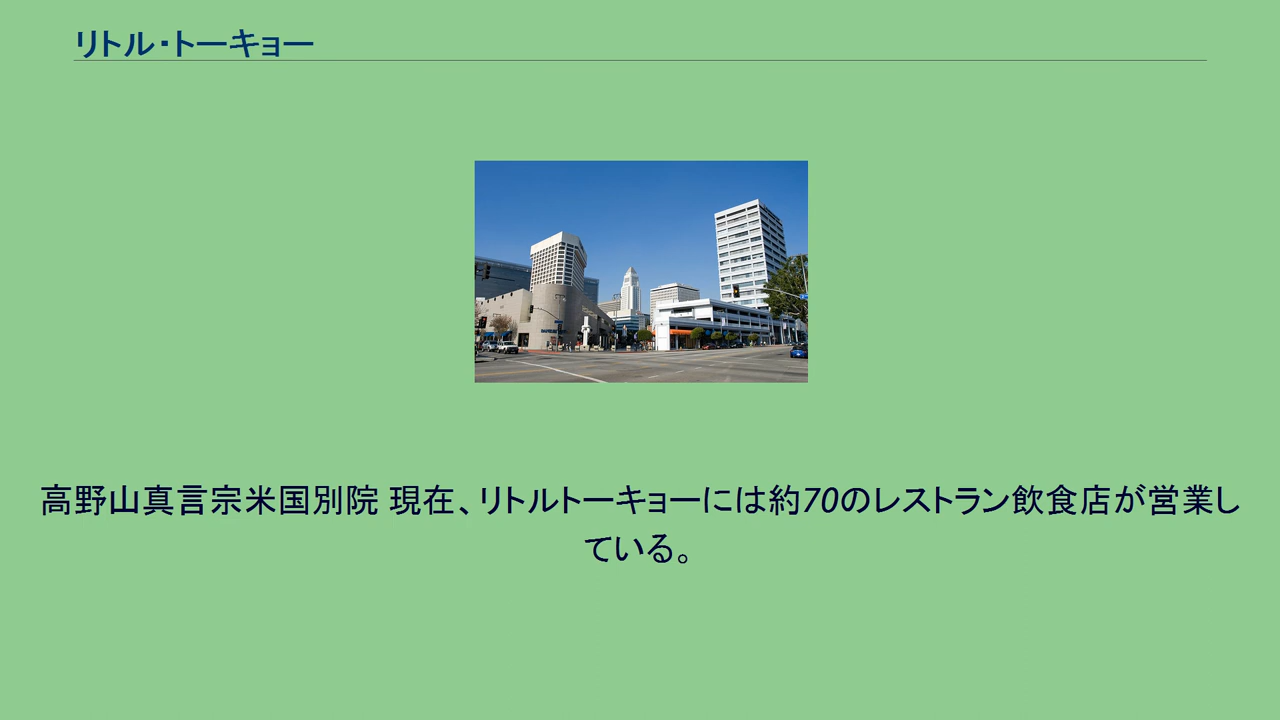 リトル・トーキョー
高野山真言宗米国別院 現在、リトルトーキョーには約70のレストラン飲食店が営業し
ている。